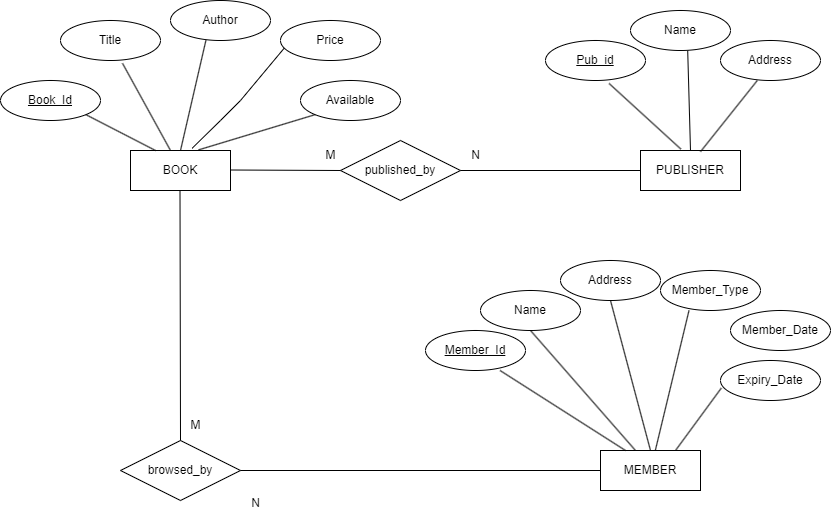 Author
Title
Price
Book_Id
Available
Name
Pub_id
Address
BOOK
M
published_by
N
PUBLISHER
Address
Member_Type
Name
Member_Date
Member_Id
Expiry_Date
M
browsed_by
N
MEMBER